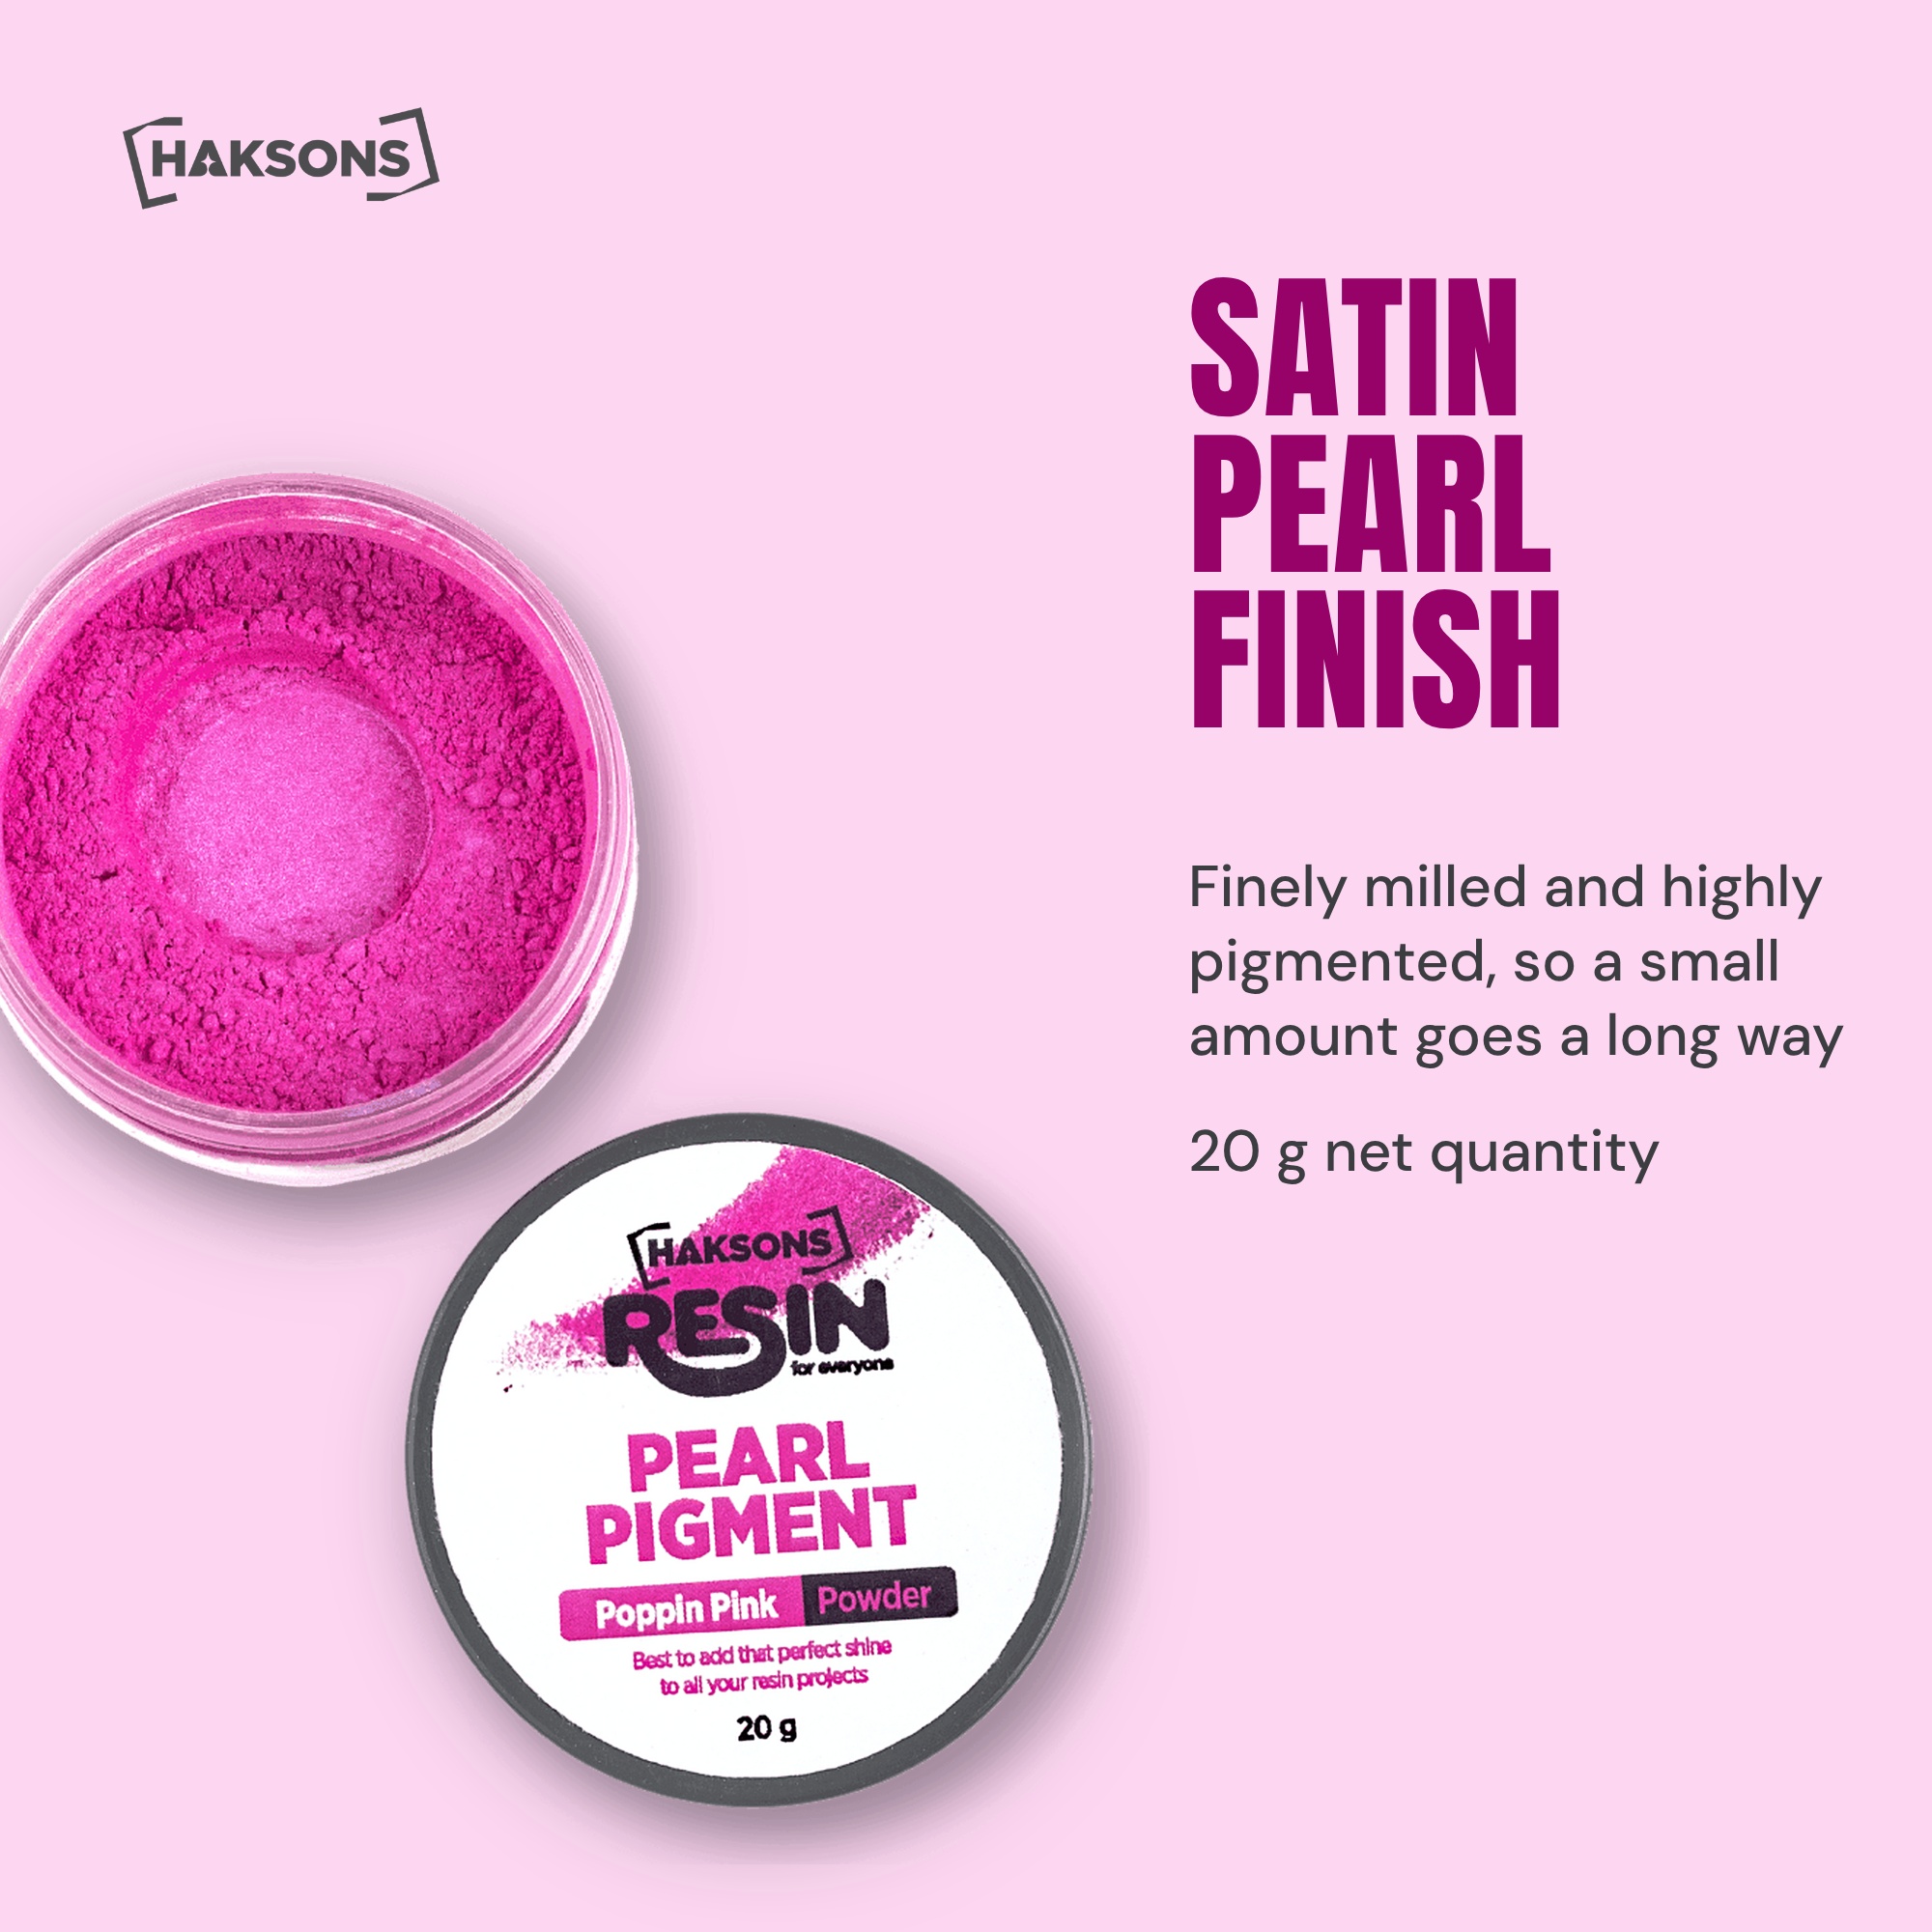 HAKSONS
SATIN
PEARL
FINISH
Finely milled and highly
pigmented, so a small
amount goes a long way
20 g net quantity
HAKSONS
RESIN
for everyone
PEARL
PIGMENT
Poppin Pink Powder
Best to add that perfect shine
to all your resin projects
20 g